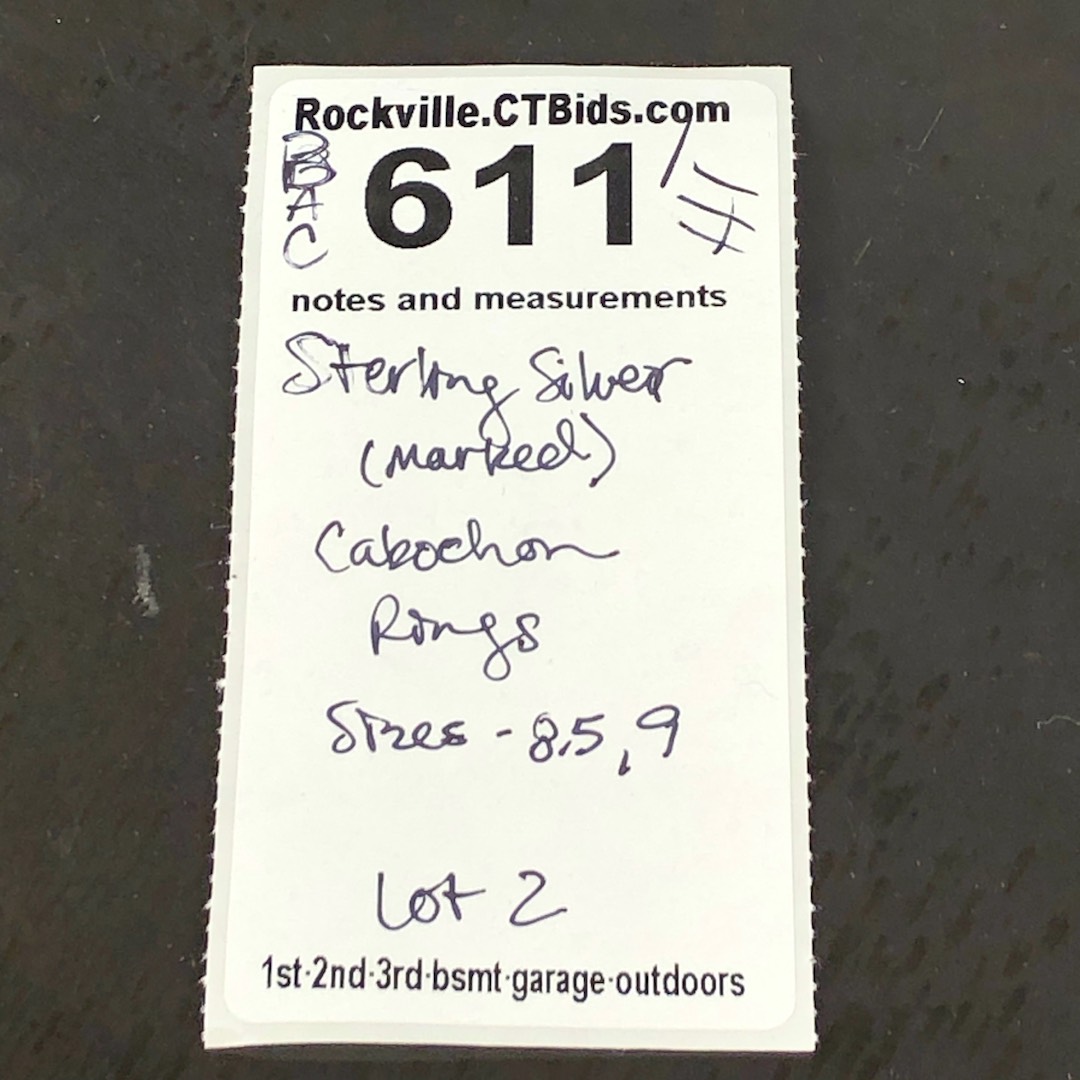 Rockville.CTBids.com
B
A
C
611
notes and measurements
Sterling Silver
(Marked)
Cabochon
Rings
Sizes - 8.5, 9
Lot 2
1st·2nd·3rd·bsmt·garage·outdoors